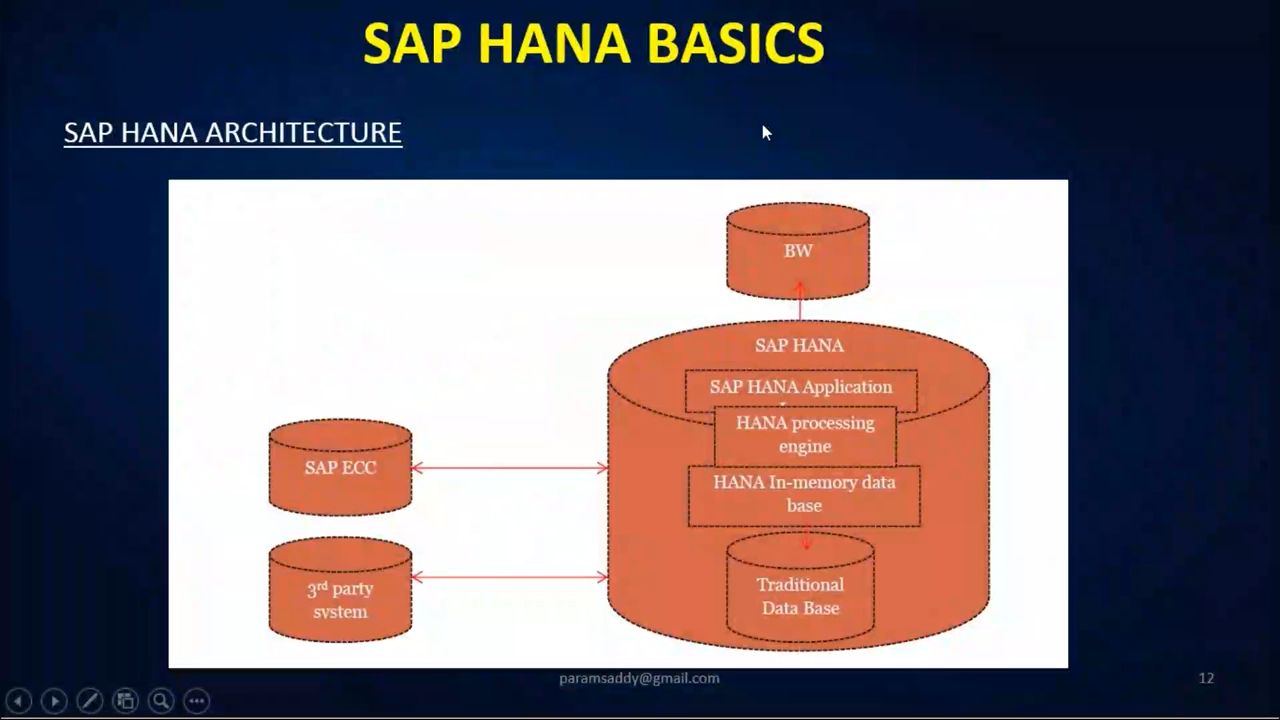 SAP HANA BASICS
SAP HANA ARCHITECTURE
BW
SAP HANA
SAP HANA Application
HANA processing
engine
HANA In-memory data
base
Traditional
Data Base
SAP ECC
3rd party
system
paramsaddy@gmail.com
12